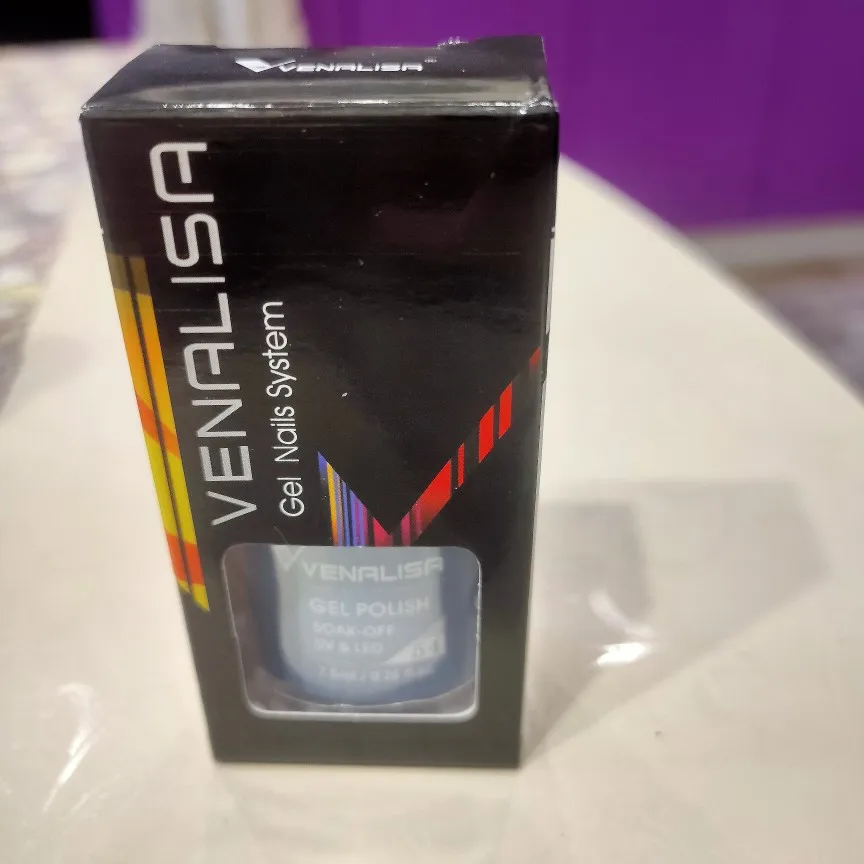 VENALISA
VENALISA
Gel Nails System
VENALISA
GEL POLISH
SOAK-OFF
UV & LED